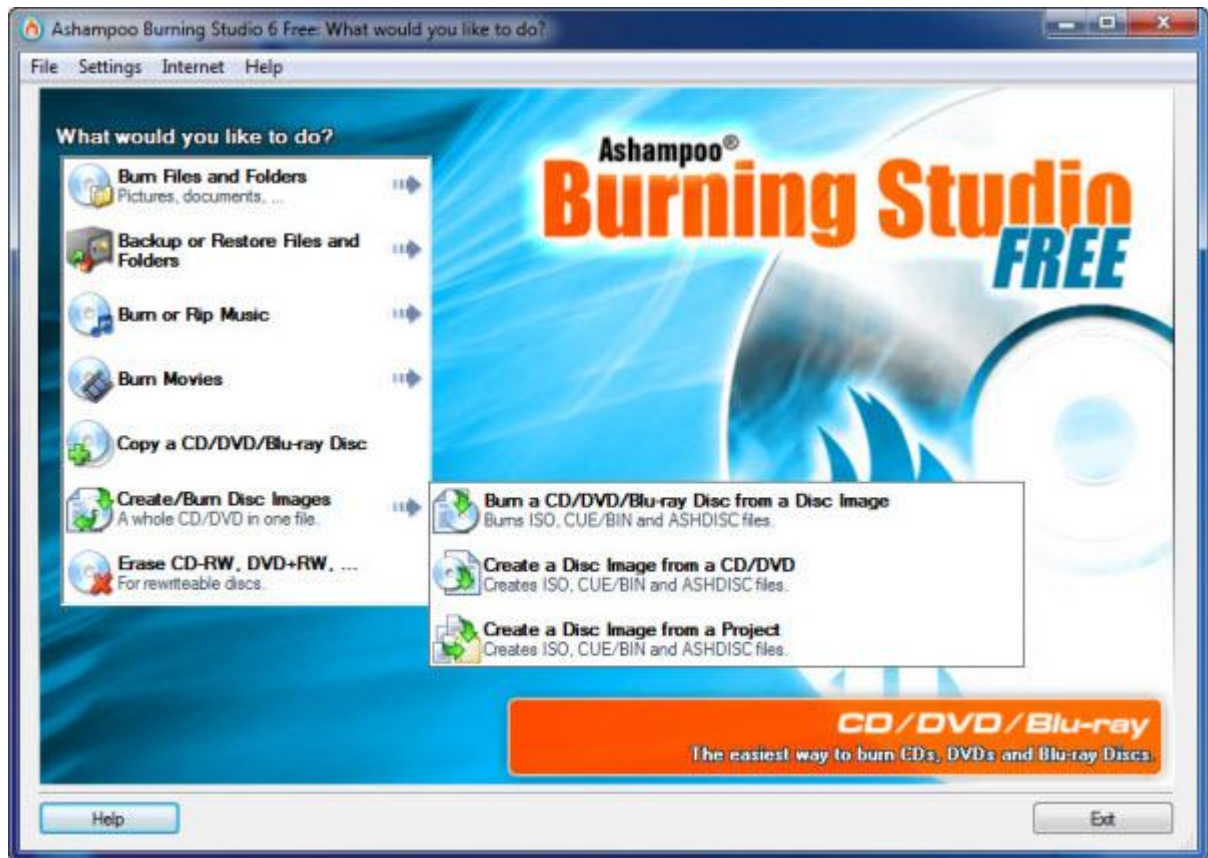 Ashampoo Burning Studio 6 Free: What would you like to do?
File Settings Internet Help
What would you like to do?
Burn Files and Folders
Pictures, documents, ...
Backup or Restore Files and
Folders
Burn or Rip Music
Burn Movies
Copy a CD/DVD/Blu-ray Disc
Create/Burn Disc Images
A whole CD/DVD in one file.
Erase CD-RW, DVD+RW, ...
For rewriteable discs.
Ashampoo®
Burning Studio
FREE
Burn a CD/DVD/Blu-ray Disc from a Disc Image
Burns ISO, CUE/BIN and ASHDISC files.
Create a Disc Image from a CD/DVD
Creates ISO, CUE/BIN and ASHDISC files.
Create a Disc Image from a Project
Creates ISO, CUE/BIN and ASHDISC files.
CD/DVD/Blu-ray
The easiest way to burn CDs, DVDs and Blu-ray Discs.
Help
Exit